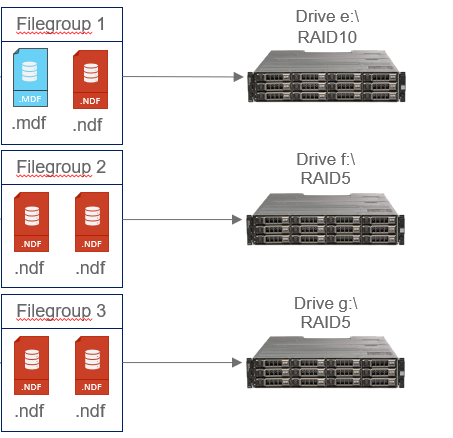 Filegroup 1
Drive e:\
RAID10
.MDF
.NDF
.mdf
.ndf
Filegroup 2
Drive f:\
RAID5
.NDF
.NDF
.ndf
.ndf
Filegroup 3
Drive g:\
RAID5
.NDF
.NDF
.ndf
.ndf